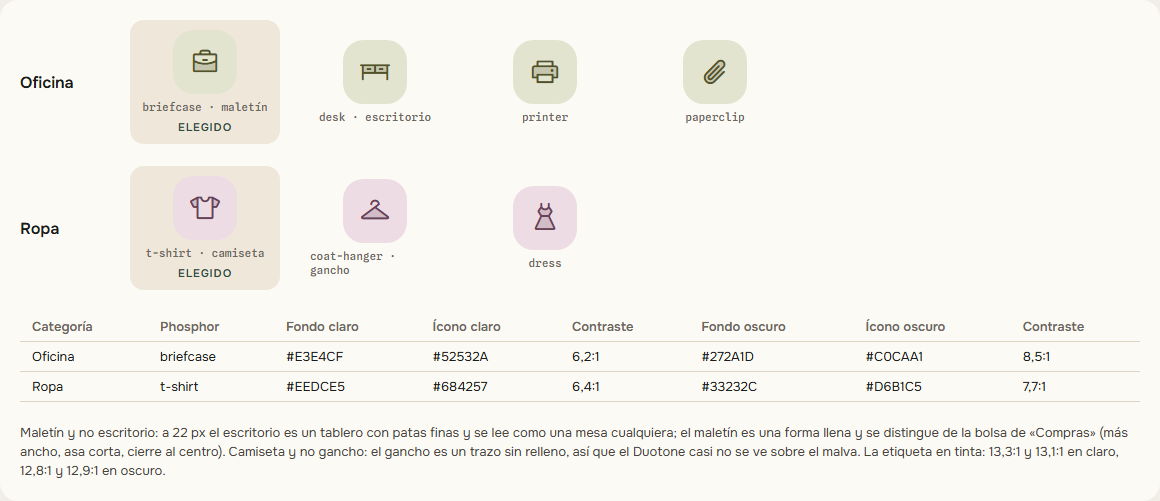 Oficina
briefcase · maletín
ELEGIDO
desk · escritorio
printer
paperclip
Ropa
t-shirt · camiseta
ELEGIDO
coat-hanger ·
gancho
dress
Categoría Phosphor Fondo claro Ícono claro Contraste Fondo oscuro Ícono oscuro Contraste
Oficina briefcase #E3E4CF #52532A 6,2:1 #272A1D #C0CAA1 8,5:1
Ropa t-shirt #EEDCE5 #684257 6,4:1 #33232C #D6B1C5 7,7:1
Maletín y no escritorio: a 22 px el escritorio es un tablero con patas finas y se lee como una mesa cualquiera; el maletín es una forma llena y se distingue de la bolsa de «Compras» (más
ancho, asa corta, cierre al centro). Camiseta y no gancho: el gancho es un trazo sin relleno, así que el Duotone casi no se ve sobre el malva. La etiqueta en tinta: 13,3:1 y 13,1:1 en claro,
12,8:1 y 12,9:1 en oscuro.